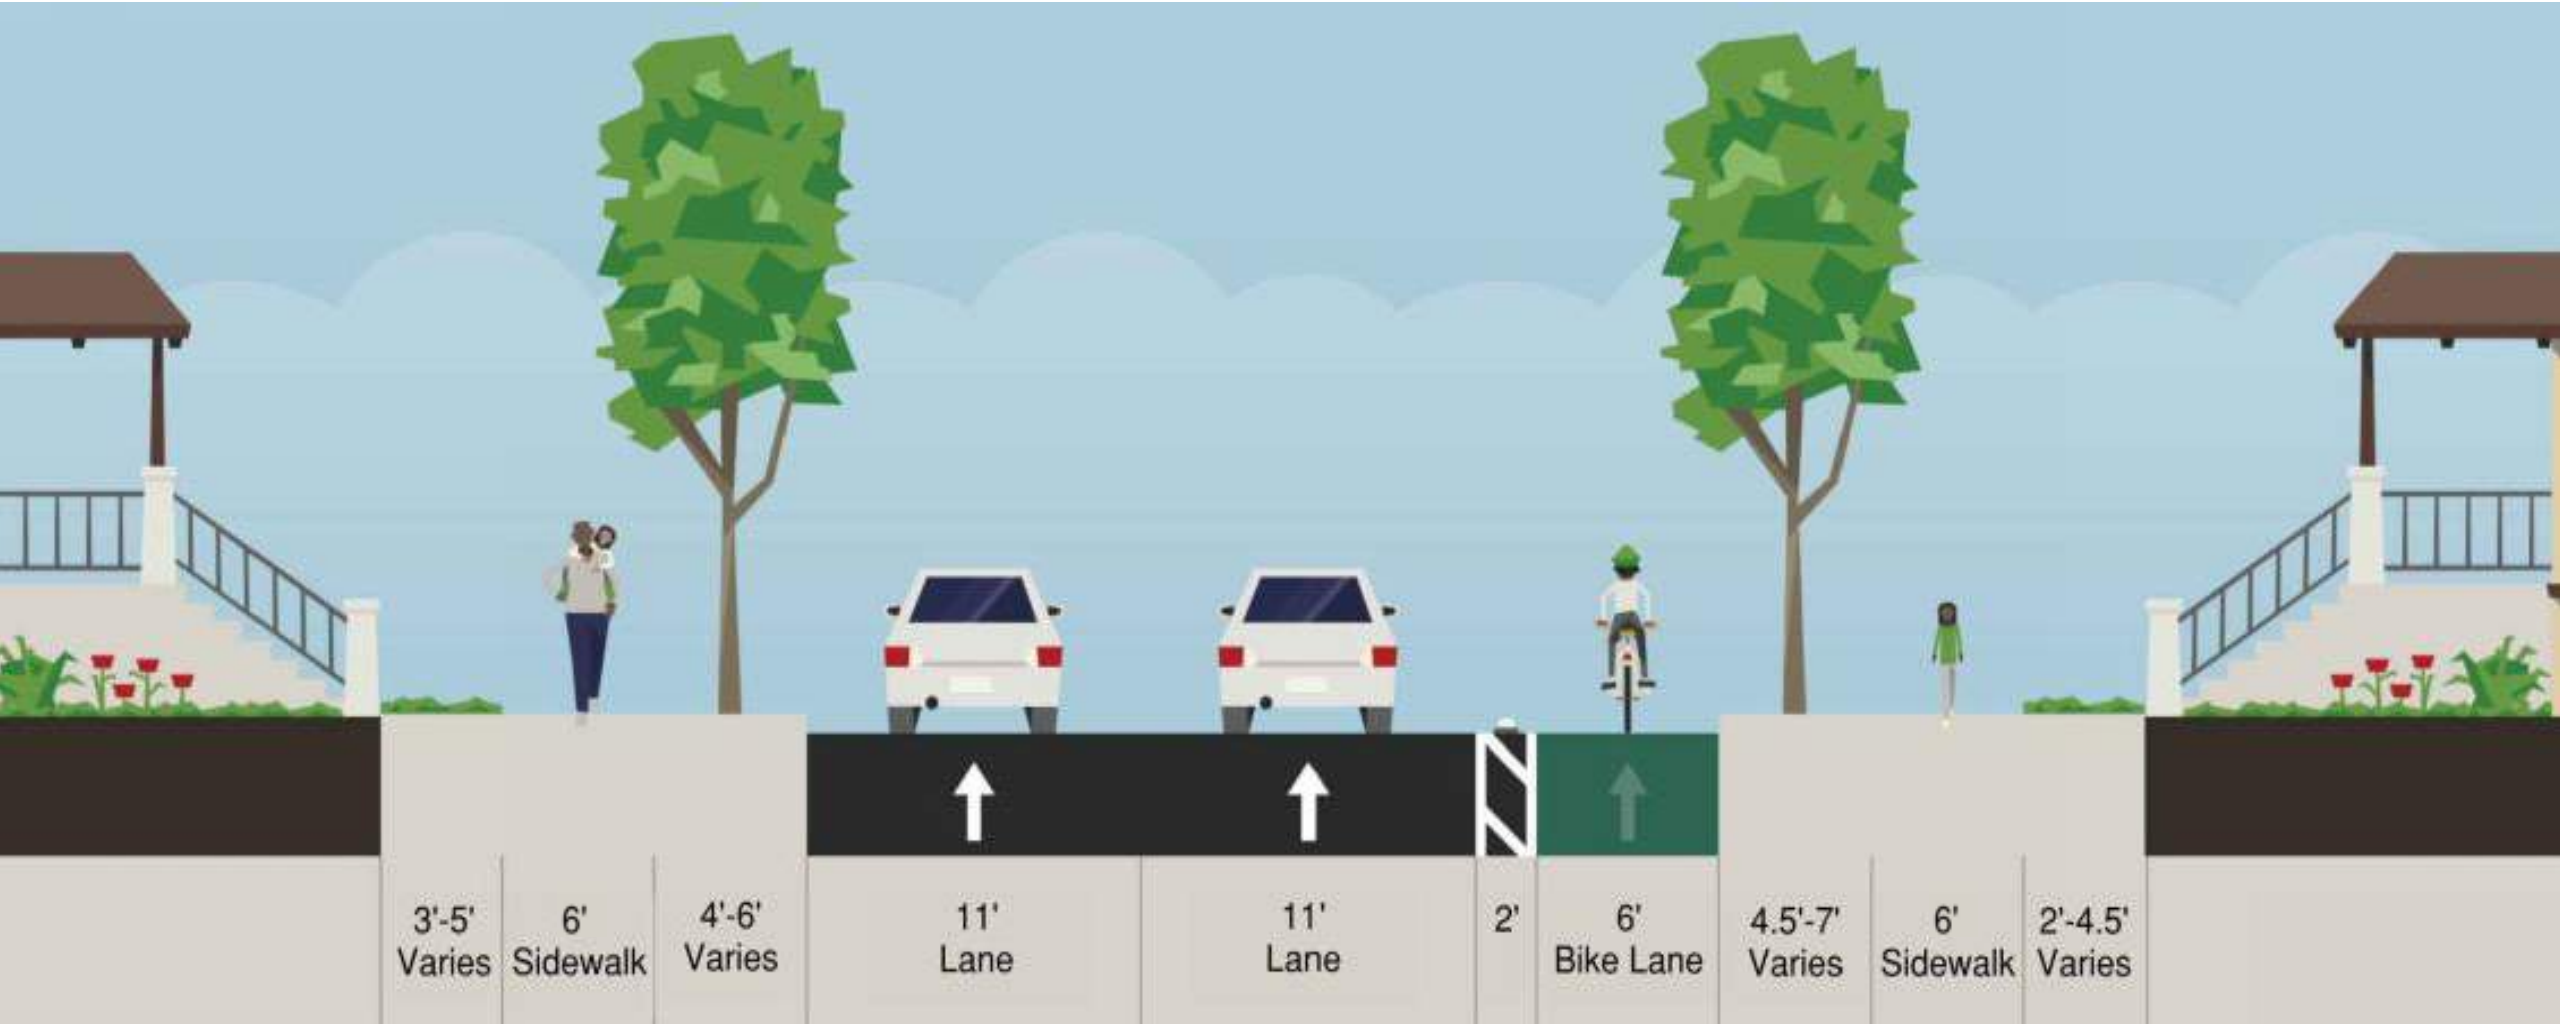 3'-5'
Varies
6'
Sidewalk
4'-6'
Varies
11'
Lane
11'
Lane
2'
6'
Bike Lane
4.5'-7'
Varies
6'
Sidewalk
2'-4.5'
Varies